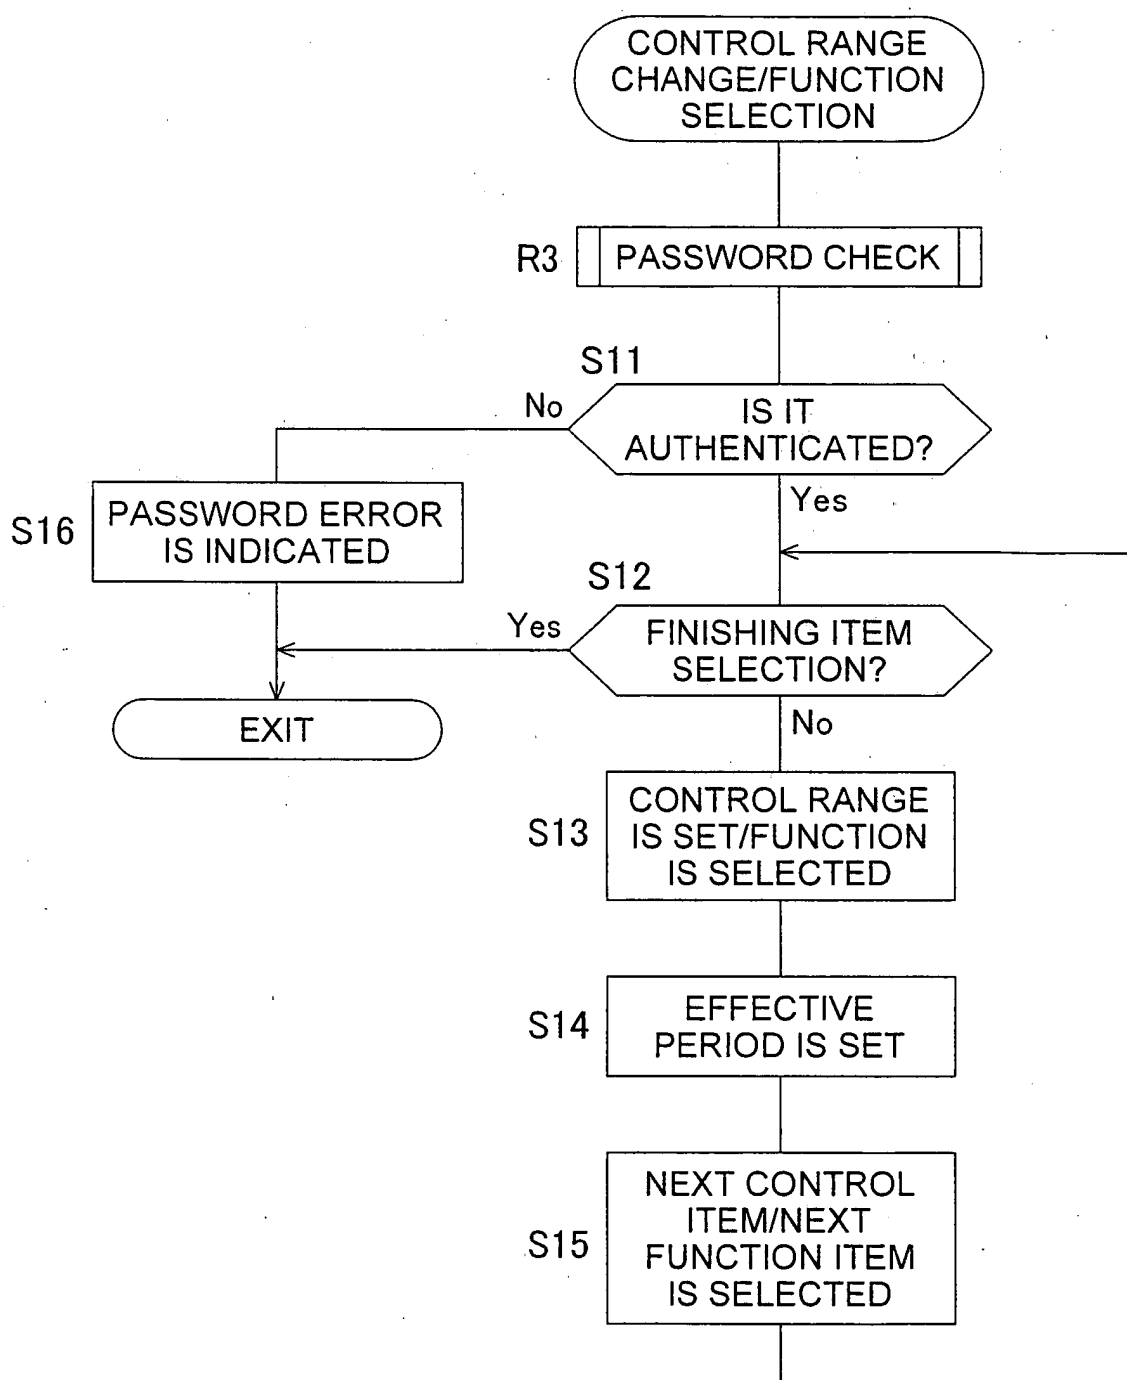 CONTROL RANGE
CHANGE/FUNCTION
SELECTION
R3
PASSWORD CHECK
S11
IS IT
AUTHENTICATED?
No
Yes
S16
PASSWORD ERROR
IS INDICATED
S12
FINISHING ITEM
SELECTION?
Yes
No
EXIT
S13
CONTROL RANGE
IS SET/FUNCTION
IS SELECTED
S14
EFFECTIVE
PERIOD IS SET
S15
NEXT CONTROL
ITEM/NEXT
FUNCTION ITEM
IS SELECTED